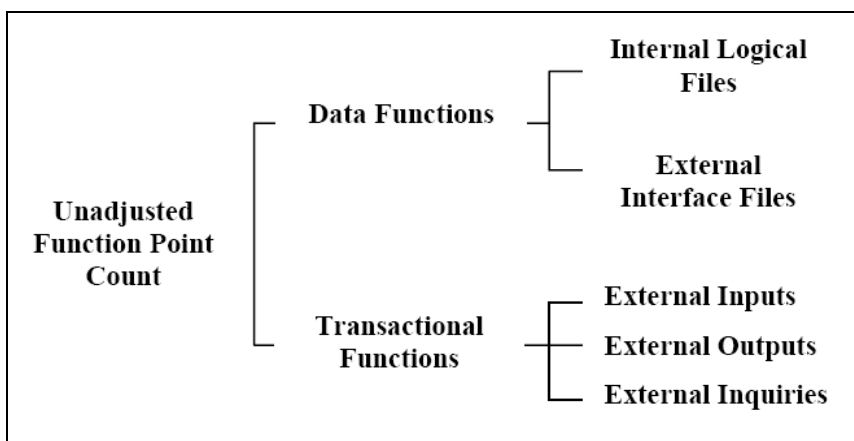 Unadjusted
Function Point
Count
Data Functions
Internal Logical
Files
External
Interface Files
Transactional
Functions
External Inputs
External Outputs
External Inquiries